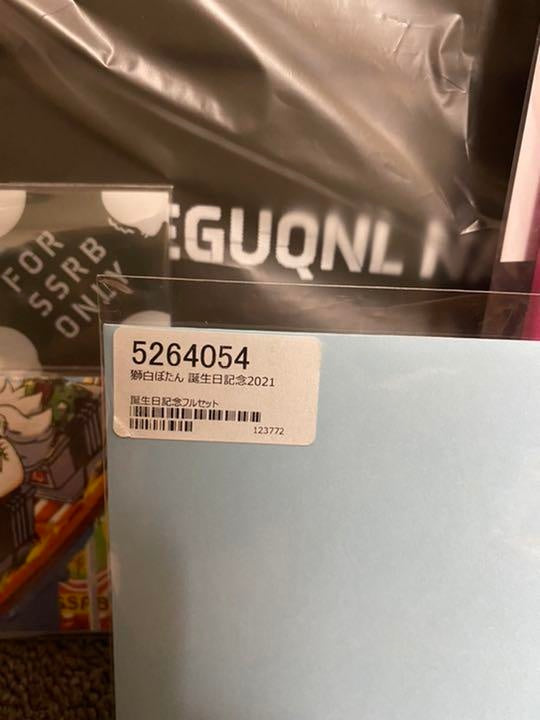 EGUQNL N
FOR
SSRB
ONLY
5264054
獅白ぼたん 誕生日記念2021
誕生日記念フルセット
123772
SSRB